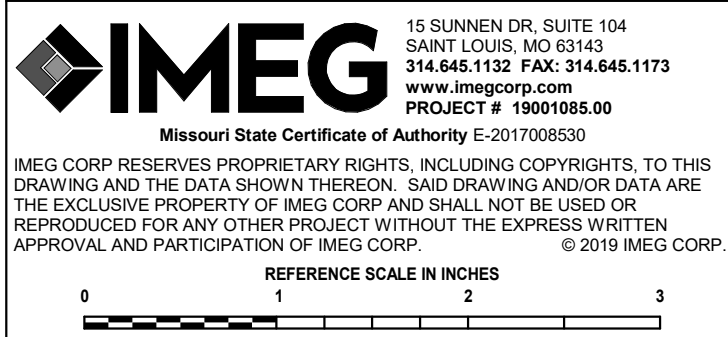 IMEG
15 SUNNEN DR, SUITE 104
SAINT LOUIS, MO 63143
314.645.1132 FAX: 314.645.1173
www.imegcorp.com
PROJECT # 19001085.00
Missouri State Certificate of Authority E-2017008530
IMEG CORP RESERVES PROPRIETARY RIGHTS, INCLUDING COPYRIGHTS, TO THIS
DRAWING AND THE DATA SHOWN THEREON. SAID DRAWING AND/OR DATA ARE
THE EXCLUSIVE PROPERTY OF IMEG CORP AND SHALL NOT BE USED OR
REPRODUCED FOR ANY OTHER PROJECT WITHOUT THE EXPRESS WRITTEN
APPROVAL AND PARTICIPATION OF IMEG CORP. © 2019 IMEG CORP.
REFERENCE SCALE IN INCHES
0 1 2 3